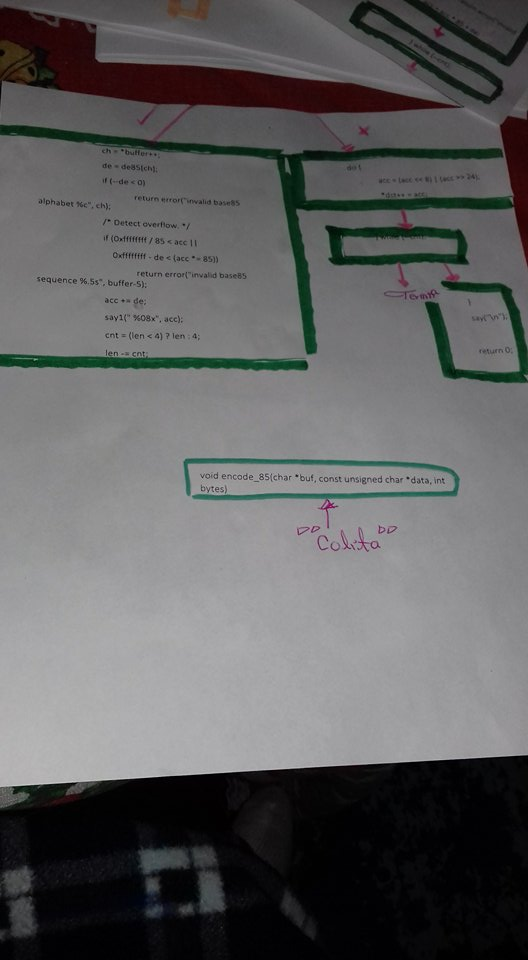 ch = *buffer++;
de = de85[ch];
if (--de < 0)
return error("invalid base85
alphabet %c", ch);
/* Detect overflow. */
if (0xffffffff / 85 < acc ||
0xffffffff - de < (acc *= 85))
return error("invalid base85
sequence %.5s", buffer-5);
acc += de;
say1(" %08x", acc);
cnt = (len < 4) ? len : 4;
len -= cnt;
do {
acc = (acc << 8) | (acc >> 24);
*dst++ = acc;
} while (--cnt);
Termina
}
say("\n");
return 0;
void encode_85(char *buf, const unsigned char *data, int
bytes)
"Colita"